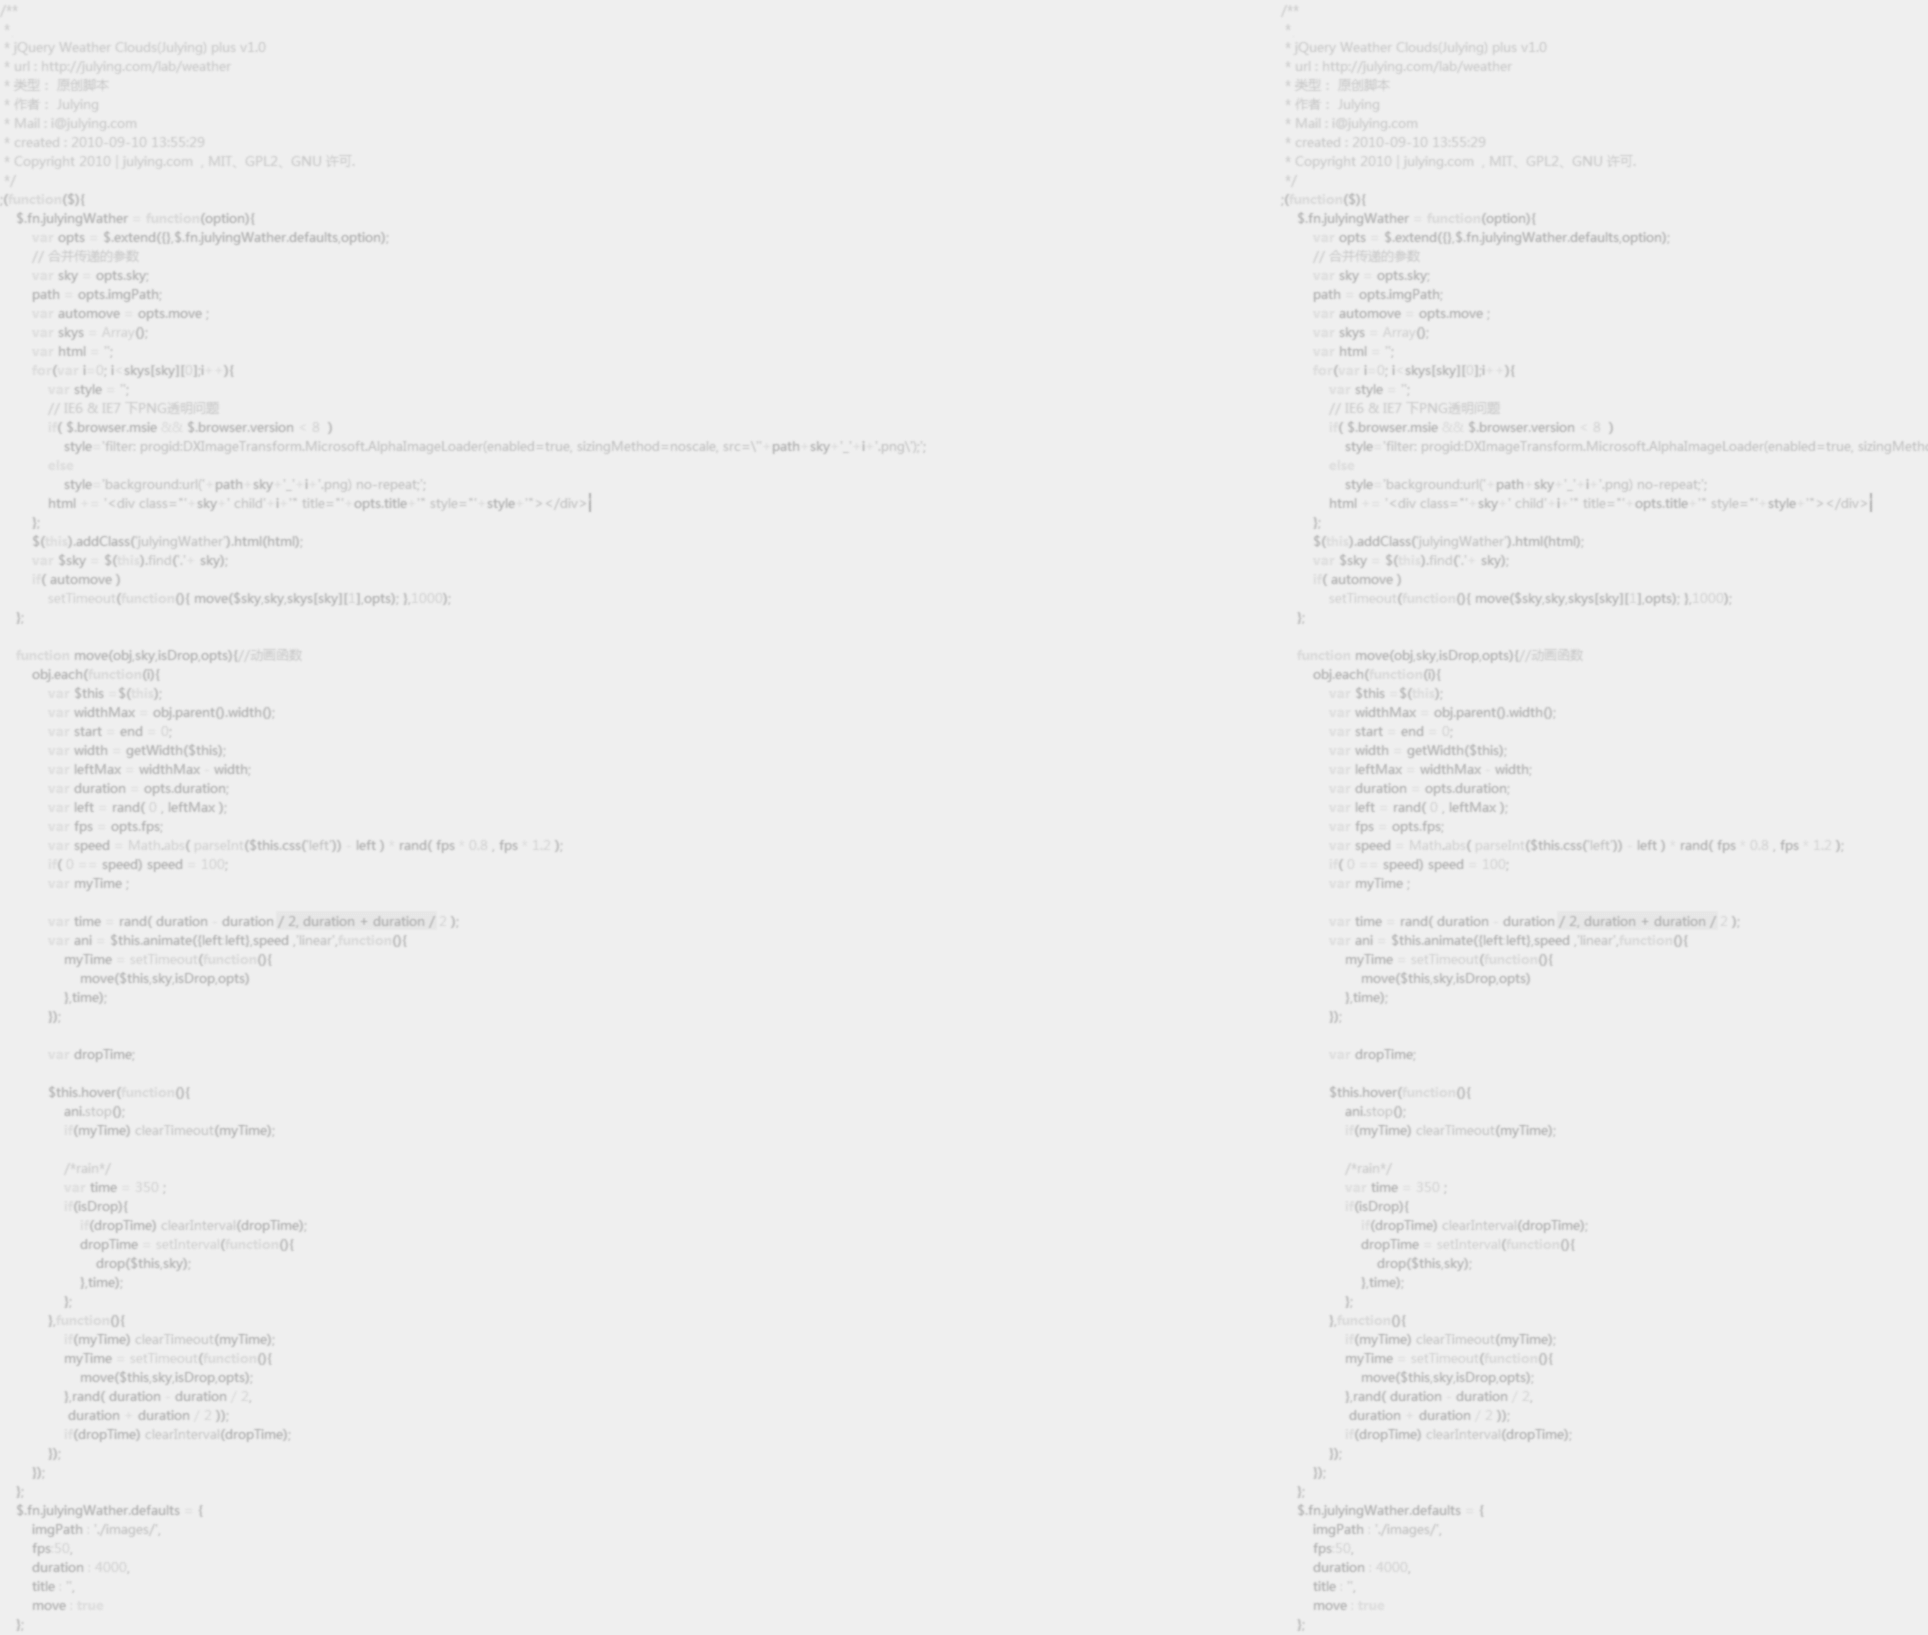 /**
 *
 * jQuery Weather Clouds(Julying) plus v1.0
 * url : http://julying.com/lab/weather
 * 类型： 原创脚本
 * 作者： Julying
 * Mail : i@julying.com
 * created : 2010-09-10 13:55:29
 * Copyright 2010 | julying.com  , MIT、GPL2、GNU 许可.
 */
;(function($){
    $.fn.julyingWather = function(option){
        var opts = $.extend({},$.fn.julyingWather.defaults,option);
        // 合并传递的参数
        var sky = opts.sky;
        path = opts.imgPath;
        var automove = opts.move ;
        var skys = Array();
        var html = '';
        for(var i=0; i<skys[sky][0];i++){
            var style = '';
            // IE6 & IE7 下PNG透明问题
            if( $.browser.msie && $.browser.version < 8  )
                style='filter: progid:DXImageTransform.Microsoft.AlphaImageLoader(enabled=true, sizingMethod=noscale, src=\''+path+sky+'_'+i+'.png\');';
            else
                style='background:url('+path+sky+'_'+i+'.png) no-repeat;';
            html += '<div class="'+sky+' child'+i+'" title="'+opts.title+'" style="'+style+'"></div>
        };
        $(this).addClass('julyingWather').html(html);
        var $sky = $(this).find('.'+ sky);
        if( automove )
            setTimeout(function(){ move($sky,sky,skys[sky][1],opts); },1000);
    };
    function move(obj,sky,isDrop,opts){//动画函数
        obj.each(function(i){
            var $this =$(this);
            var widthMax = obj.parent().width();
            var start = end = 0;
            var width = getWidth($this);
            var leftMax = widthMax - width;
            var duration = opts.duration;
            var left = rand( 0 , leftMax );
            var fps = opts.fps;
            var speed = Math.abs( parseInt($this.css('left')) - left ) * rand( fps * 0.8 , fps * 1.2 );
            if( 0 == speed) speed = 100;
            var myTime ;
            var time = rand( duration - duration / 2, duration + duration / 2 );
            var ani = $this.animate({left:left},speed ,'linear',function(){
                myTime = setTimeout(function(){
                    move($this,sky,isDrop,opts)
                },time);
            });
            var dropTime;
            $this.hover(function(){
                ani.stop();
                if(myTime) clearTimeout(myTime);
                /*rain*/
                var time = 350 ;
                if(isDrop){
                    if(dropTime) clearInterval(dropTime);
                    dropTime = setInterval(function(){
                        drop($this,sky);
                    },time);
                };
            },function(){
                if(myTime) clearTimeout(myTime);
                myTime = setTimeout(function(){
                    move($this,sky,isDrop,opts);
                },rand( duration - duration / 2,
                 duration + duration / 2 ));
                if(dropTime) clearInterval(dropTime);
            });
        });
    };
    $.fn.julyingWather.defaults = {
        imgPath : './images/',
        fps:50,
        duration : 4000,
        title : '',
        move : true
    };
/**
 *
 * jQuery Weather Clouds(Julying) plus v1.0
 * url : http://julying.com/lab/weather
 * 类型： 原创脚本
 * 作者： Julying
 * Mail : i@julying.com
 * created : 2010-09-10 13:55:29
 * Copyright 2010 | julying.com  , MIT、GPL2、GNU 许可.
 */
;(function($){
    $.fn.julyingWather = function(option){
        var opts = $.extend({},$.fn.julyingWather.defaults,option);
        // 合并传递的参数
        var sky = opts.sky;
        path = opts.imgPath;
        var automove = opts.move ;
        var skys = Array();
        var html = '';
        for(var i=0; i<skys[sky][0];i++){
            var style = '';
            // IE6 & IE7 下PNG透明问题
            if( $.browser.msie && $.browser.version < 8  )
                style='filter: progid:DXImageTransform.Microsoft.AlphaImageLoader(enabled=true, sizingMeth
            else
                style='background:url('+path+sky+'_'+i+'.png) no-repeat;';
            html += '<div class="'+sky+' child'+i+'" title="'+opts.title+'" style="'+style+'"></div>
        };
        $(this).addClass('julyingWather').html(html);
        var $sky = $(this).find('.'+ sky);
        if( automove )
            setTimeout(function(){ move($sky,sky,skys[sky][1],opts); },1000);
    };
    function move(obj,sky,isDrop,opts){//动画函数
        obj.each(function(i){
            var $this =$(this);
            var widthMax = obj.parent().width();
            var start = end = 0;
            var width = getWidth($this);
            var leftMax = widthMax - width;
            var duration = opts.duration;
            var left = rand( 0 , leftMax );
            var fps = opts.fps;
            var speed = Math.abs( parseInt($this.css('left')) - left ) * rand( fps * 0.8 , fps * 1.2 );
            if( 0 == speed) speed = 100;
            var myTime ;
            var time = rand( duration - duration / 2, duration + duration / 2 );
            var ani = $this.animate({left:left},speed ,'linear',function(){
                myTime = setTimeout(function(){
                    move($this,sky,isDrop,opts)
                },time);
            });
            var dropTime;
            $this.hover(function(){
                ani.stop();
                if(myTime) clearTimeout(myTime);
                /*rain*/
                var time = 350 ;
                if(isDrop){
                    if(dropTime) clearInterval(dropTime);
                    dropTime = setInterval(function(){
                        drop($this,sky);
                    },time);
                };
            },function(){
                if(myTime) clearTimeout(myTime);
                myTime = setTimeout(function(){
                    move($this,sky,isDrop,opts);
                },rand( duration - duration / 2,
                 duration + duration / 2 ));
                if(dropTime) clearInterval(dropTime);
            });
        });
    };
    $.fn.julyingWather.defaults = {
        imgPath : './images/',
        fps:50,
        duration : 4000,
        title : '',
        move : true
    };